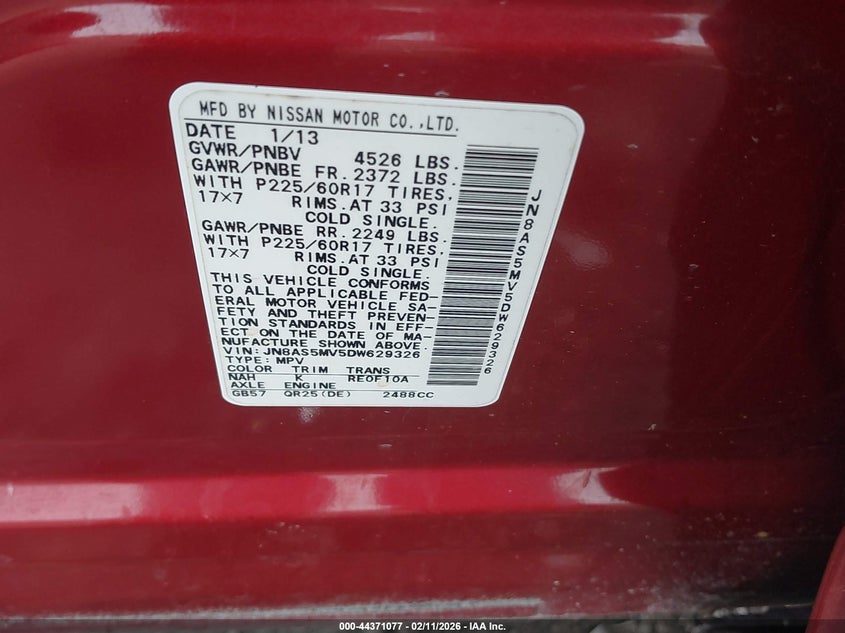 MFD BY NISSAN MOTOR CO.,LTD.
DATE 1/13
GVWR/PNBV 4526 LBS.
GAWR/PNBE FR. 2372 LBS.
WITH P225/60R17 TIRES,
17×7 RIMS.AT 33 PSI
COLD SINGLE.
GAWR/PNBE RR. 2249 LBS.
WITH P225/60R17 TIRES,
17×7 RIMS.AT 33 PSI
COLD SINGLE.
THIS VEHICLE CONFORMS
TO ALL APPLICABLE FED-
ERAL MOTOR VEHICLE SA-
FETY AND THEFT PREVEN-
TION STANDARDS IN EFF-
ECT ON THE DATE OF MA-
NUFACTURE SHOWN ABOVE.
VIN: JN8AS5MV5DW629326
TYPE: MPV
COLOR TRIM TRANS
NAH K RE0F10A
AXLE ENGINE
GB57 QR25(DE) 2488CC
JN8AS5MV5DW629326
000-44371077 - 02/11/2026 - IAA Inc.